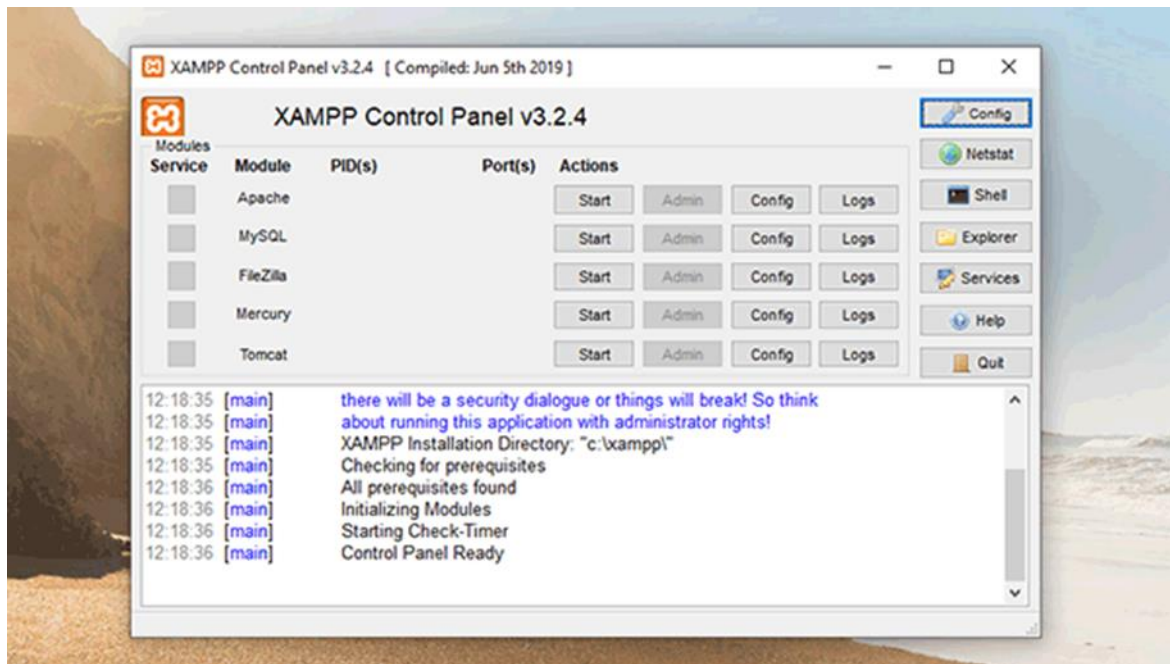 XAMPP Control Panel v3.2.4 [ Compiled: Jun 5th 2019 ]
XAMPP Control Panel v3.2.4
Config
Modules
Service Module PID(s) Port(s) Actions
Netstat
Apache Start Admin Config Logs
Shell
MySQL Start Admin Config Logs
Explorer
FileZilla Start Admin Config Logs
Services
Mercury Start Admin Config Logs
Help
Tomcat Start Admin Config Logs
Quit
12:18:35 [main] there will be a security dialogue or things will break! So think
12:18:35 [main] about running this application with administrator rights!
12:18:35 [main] XAMPP Installation Directory: "c:\xampp\"
12:18:35 [main] Checking for prerequisites
12:18:36 [main] All prerequisites found
12:18:36 [main] Initializing Modules
12:18:36 [main] Starting Check-Timer
12:18:36 [main] Control Panel Ready